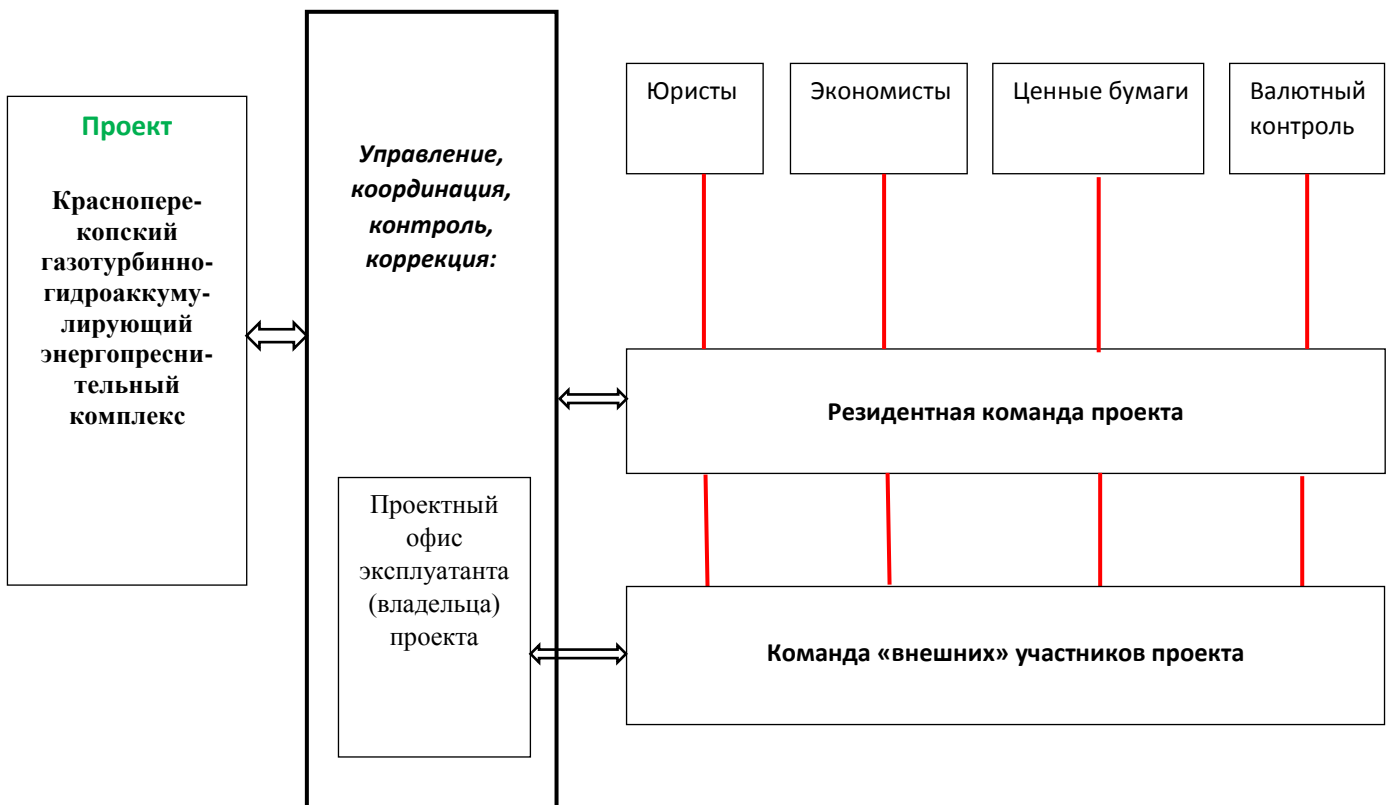 Проект
Краснопере-
копский
газотурбинно-
гидроаккуму-
лирующий
энергопресни-
тельный
комплекс
Управление,
координация,
контроль,
коррекция:
Проектный
офис
эксплуатанта
(владельца)
проекта
Юристы
Экономисты
Ценные бумаги
Валютный
контроль
Резидентная команда проекта
Команда «внешних» участников проекта